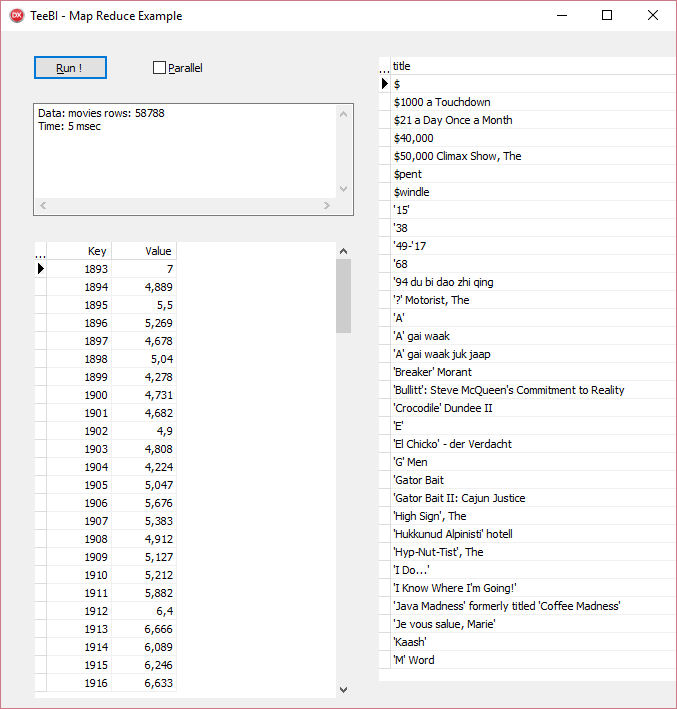 TeeBI - Map Reduce Example
Run !
Parallel
Data: movies rows: 58788
Time: 5 msec
... Key Value
1893 7
1894 4,889
1895 5,5
1896 5,269
1897 4,678
1898 5,04
1899 4,278
1900 4,731
1901 4,682
1902 4,9
1903 4,808
1904 4,224
1905 5,047
1906 5,676
1907 5,383
1908 4,912
1909 5,127
1910 5,212
1911 5,882
1912 6,4
1913 6,666
1914 6,089
1915 6,246
1916 6,633
... title
$
$1000 a Touchdown
$21 a Day Once a Month
$40,000
$50,000 Climax Show, The
$pent
$windle
'15'
'38
'49-'17
'68
'94 du bi dao zhi qing
'?' Motorist, The
'A'
'A' gai waak
'A' gai waak juk jaap
'Breaker' Morant
'Bullitt': Steve McQueen's Commitment to Reality
'Crocodile' Dundee II
'E'
'El Chicko' - der Verdacht
'G' Men
'Gator Bait
'Gator Bait II: Cajun Justice
'High Sign', The
'Hukkunud Alpinisti' hotell
'Hyp-Nut-Tist', The
'I Do...'
'I Know Where I'm Going!'
'Java Madness' formerly titled 'Coffee Madness'
'Je vous salue, Marie'
'Kaash'
'M' Word